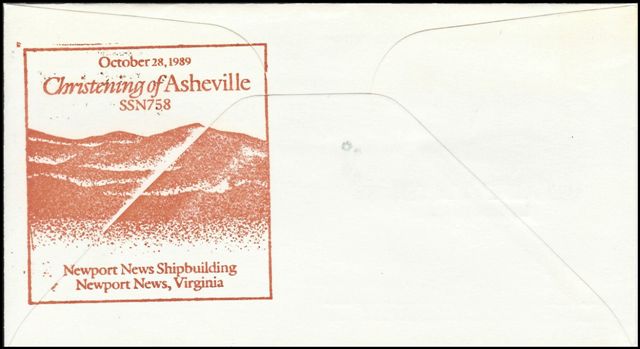 October 28, 1989
Christening of Asheville
SSN758
Newport News Shipbuilding
Newport News, Virginia